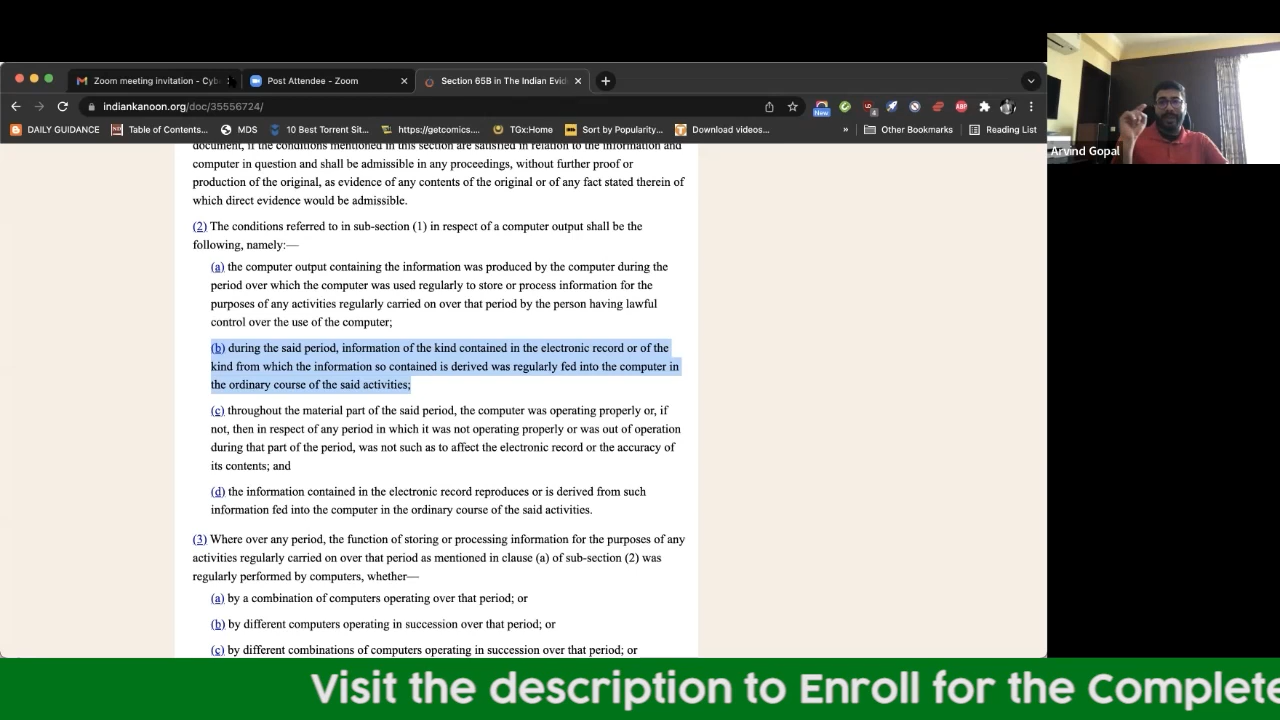 Zoom meeting invitation - Cyb
Post Attendee - Zoom
Section 65B in The Indian Evid
indiankanoon.org/doc/35556724/
New
4
ABP
DAILY GUIDANCE
Table of Contents...
MDS
10 Best Torrent Sit...
https://getcomics....
TGx:Home
Sort by Popularity...
Download videos...
»
Other Bookmarks
Reading List
Arvind Gopal
document, if the conditions mentioned in this section are satisfied in relation to the information and
computer in question and shall be admissible in any proceedings, without further proof or
production of the original, as evidence of any contents of the original or of any fact stated therein of
which direct evidence would be admissible.
(2) The conditions referred to in sub-section (1) in respect of a computer output shall be the
following, namely:—
(a) the computer output containing the information was produced by the computer during the
period over which the computer was used regularly to store or process information for the
purposes of any activities regularly carried on over that period by the person having lawful
control over the use of the computer;
(b) during the said period, information of the kind contained in the electronic record or of the
kind from which the information so contained is derived was regularly fed into the computer in
the ordinary course of the said activities;
(c) throughout the material part of the said period, the computer was operating properly or, if
not, then in respect of any period in which it was not operating properly or was out of operation
during that part of the period, was not such as to affect the electronic record or the accuracy of
its contents; and
(d) the information contained in the electronic record reproduces or is derived from such
information fed into the computer in the ordinary course of the said activities.
(3) Where over any period, the function of storing or processing information for the purposes of any
activities regularly carried on over that period as mentioned in clause (a) of sub-section (2) was
regularly performed by computers, whether—
(a) by a combination of computers operating over that period; or
(b) by different computers operating in succession over that period; or
(c) by different combinations of computers operating in succession over that period; or
Visit the description to Enroll for the Complete